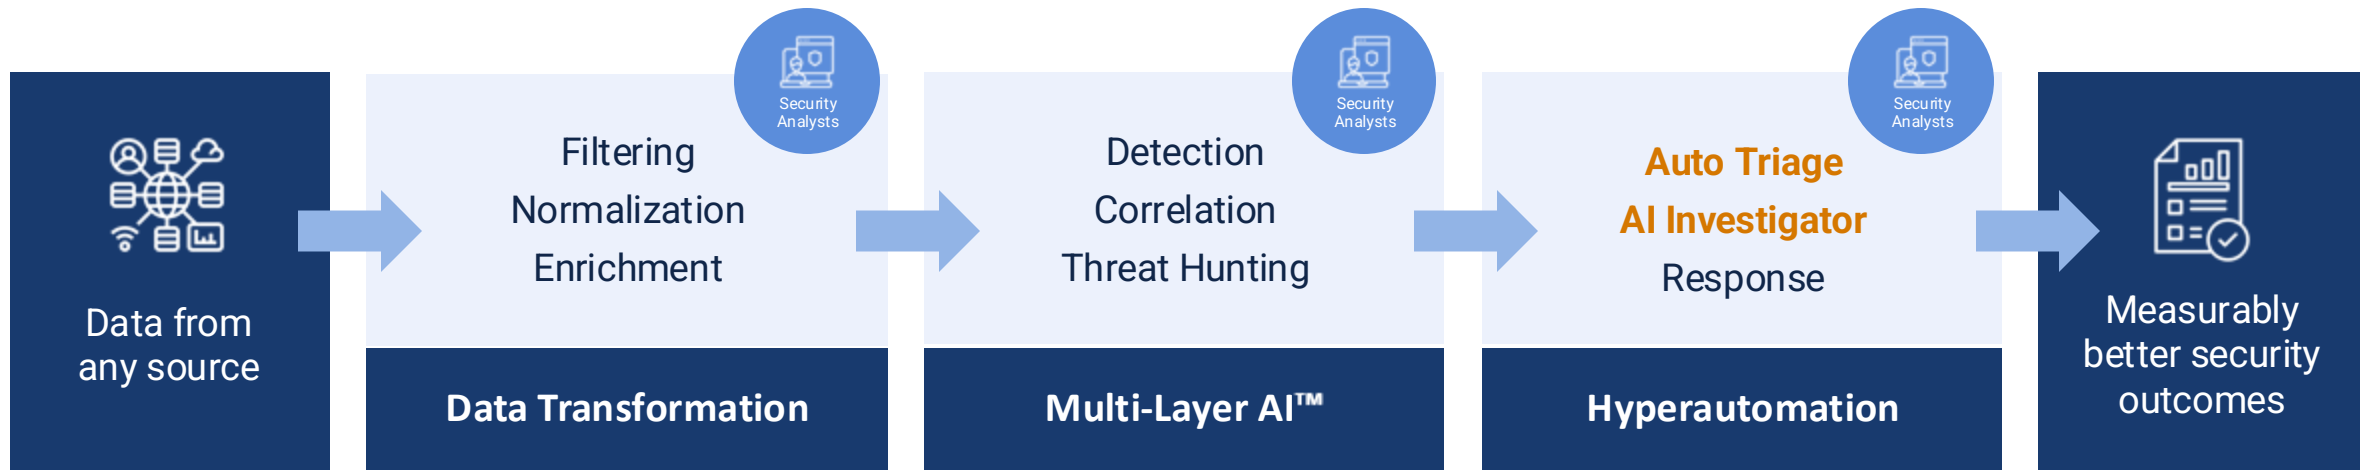 Data from
any source
Security
Analysts
Filtering
Normalization
Enrichment
Data Transformation
Security
Analysts
Detection
Correlation
Threat Hunting
Multi-Layer AI™
Security
Analysts
Auto Triage
AI Investigator
Response
Hyperautomation
Measurably
better security
outcomes